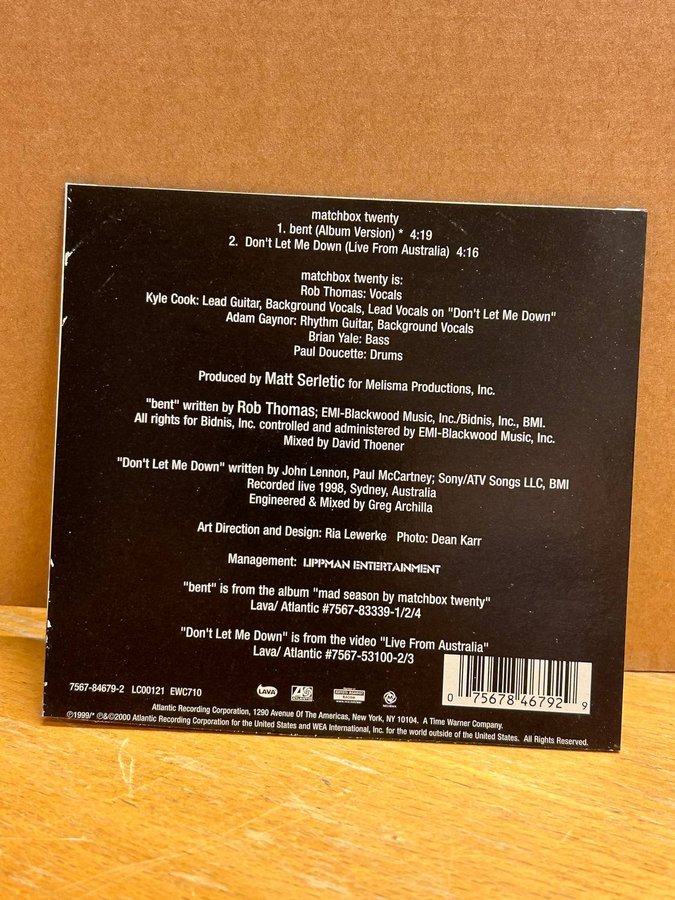 matchbox twenty
1. bent (Album Version) * 4:19
2. Don't Let Me Down (Live From Australia) 4:16
matchbox twenty is:
Rob Thomas: Vocals
Kyle Cook: Lead Guitar, Background Vocals, Lead Vocals on "Don't Let Me Down"
Adam Gaynor: Rhythm Guitar, Background Vocals
Brian Yale: Bass
Paul Doucette: Drums
Produced by Matt Serletic for Melisma Productions, Inc.
"bent" written by Rob Thomas; EMI-Blackwood Music, Inc./Bidnis, Inc., BMI.
All rights for Bidnis, Inc. controlled and administered by EMI-Blackwood Music, Inc.
Mixed by David Thoener
"Don't Let Me Down" written by John Lennon, Paul McCartney; Sony/ATV Songs LLC, BMI
Recorded live 1998, Sydney, Australia
Engineered & Mixed by Greg Archilla
Art Direction and Design: Ria Lewerke Photo: Dean Karr
Management: LIPPMAN ENTERTAINMENT
"bent" is from the album "mad season by matchbox twenty"
Lava/ Atlantic #7567-83339-1/2/4
"Don't Let Me Down" is from the video "Live From Australia"
Lava/ Atlantic #7567-53100-2/3
7567-84679-2 LC00121 EWC710
LAVA
0 75678 46792 9
Atlantic Recording Corporation, 1290 Avenue Of The Americas, New York, NY 10104. A Time Warner Company.
℗1999/* ℗&©2000 Atlantic Recording Corporation for the United States and WEA International, Inc. for the world outside of the United States. All Rights Reserved.